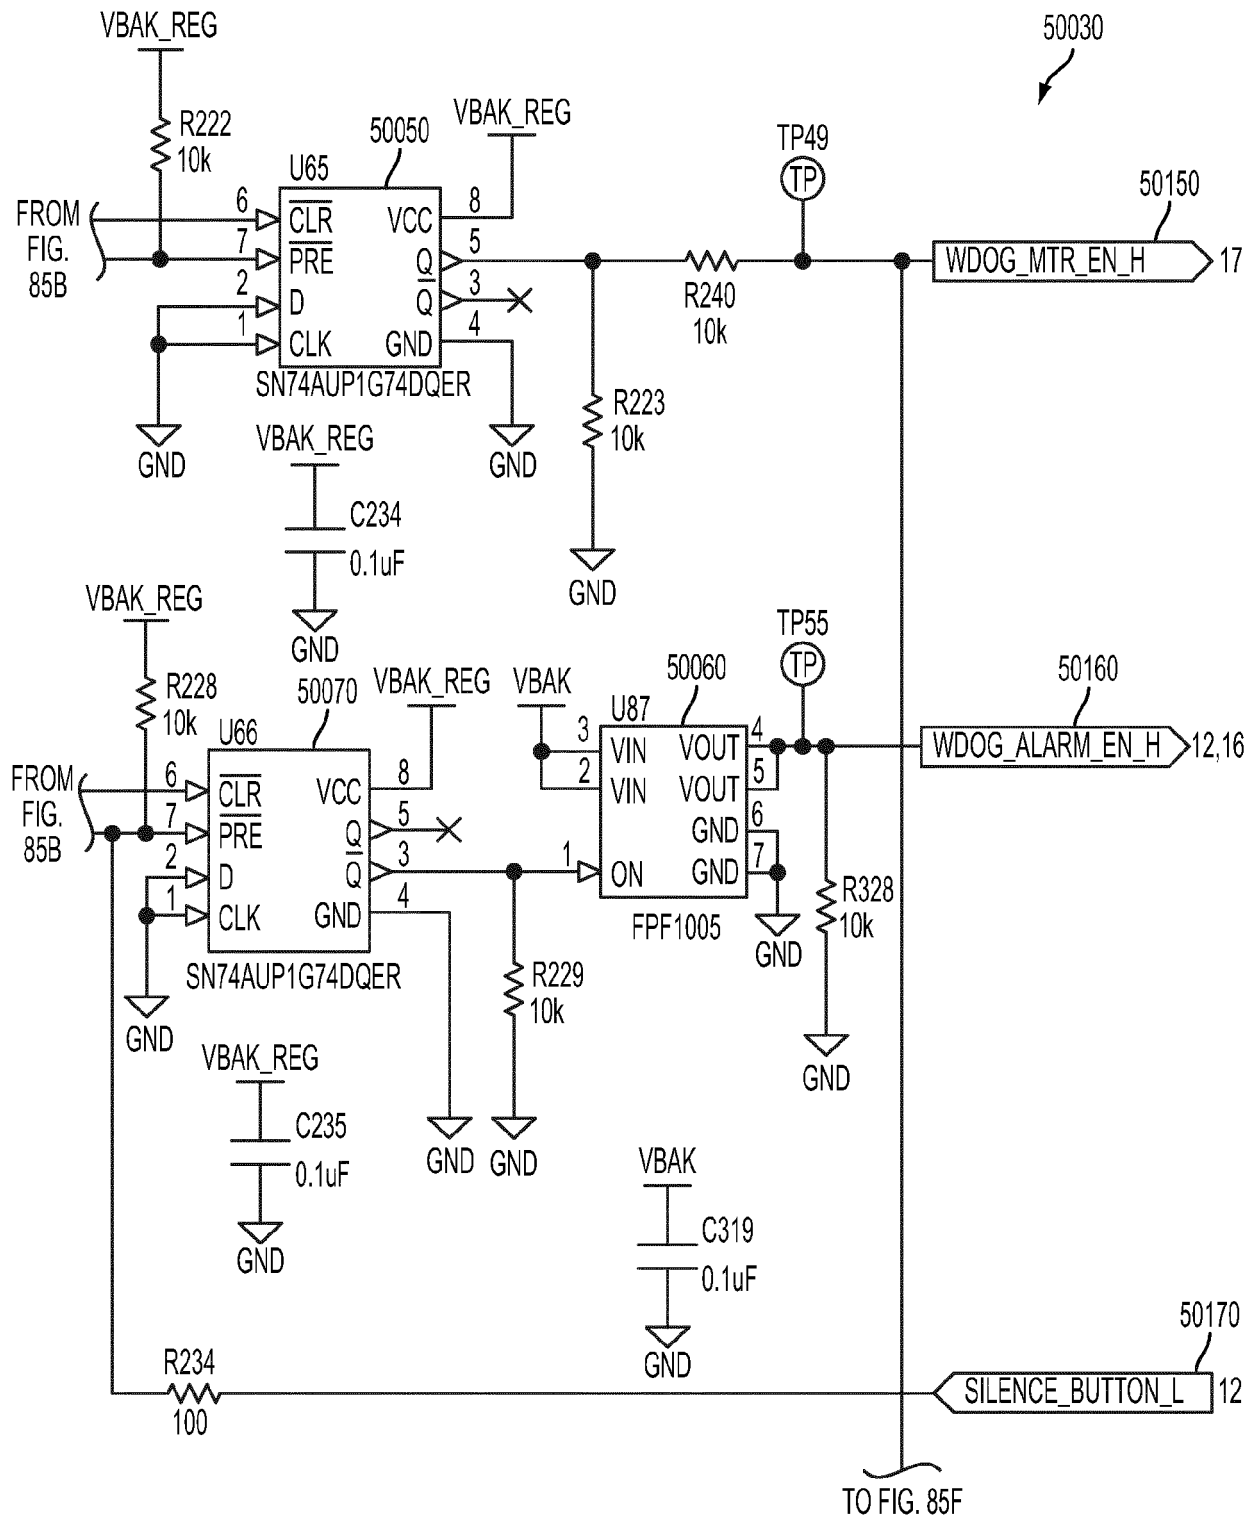 VBAK_REG
50030
R222
10k
50050
VBAK_REG
TP49
TP
U65
50150
FROM
FIG.
85B
6
7
2
1
CLR
PRE
D
CLK
VCC
Q
Q
GND
8
5
3
4
R240
10k
WDOG_MTR_EN_H
17
SN74AUP1G74DQER
GND
GND
R223
10k
GND
VBAK_REG
C234
0.1uF
GND
VBAK_REG
R228
10k
50070
VBAK_REG
VBAK
50060
TP55
TP
50160
U66
U87
FROM
FIG.
85B
6
7
2
1
CLR
PRE
D
CLK
VCC
Q
Q
GND
8
5
3
4
3
2
1
VIN
VIN
ON
VOUT
VOUT
GND
GND
4
5
6
7
WDOG_ALARM_EN_H
12,16
SN74AUP1G74DQER
FPF1005
GND
R328
10k
GND
GND
R229
10k
GND
GND
VBAK_REG
C235
0.1uF
GND
VBAK
C319
0.1uF
GND
R234
100
50170
SILENCE_BUTTON_L
12
TO FIG. 85F